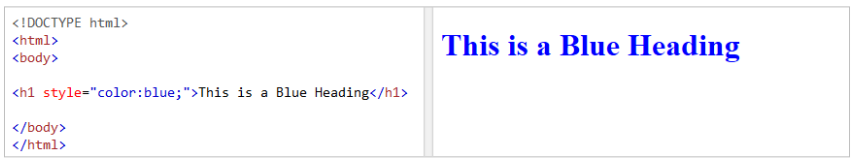 <!DOCTYPE html>
<html>
<body>
<h1 style="color:blue;">This is a Blue Heading</h1>
</body>
</html>
This is a Blue Heading